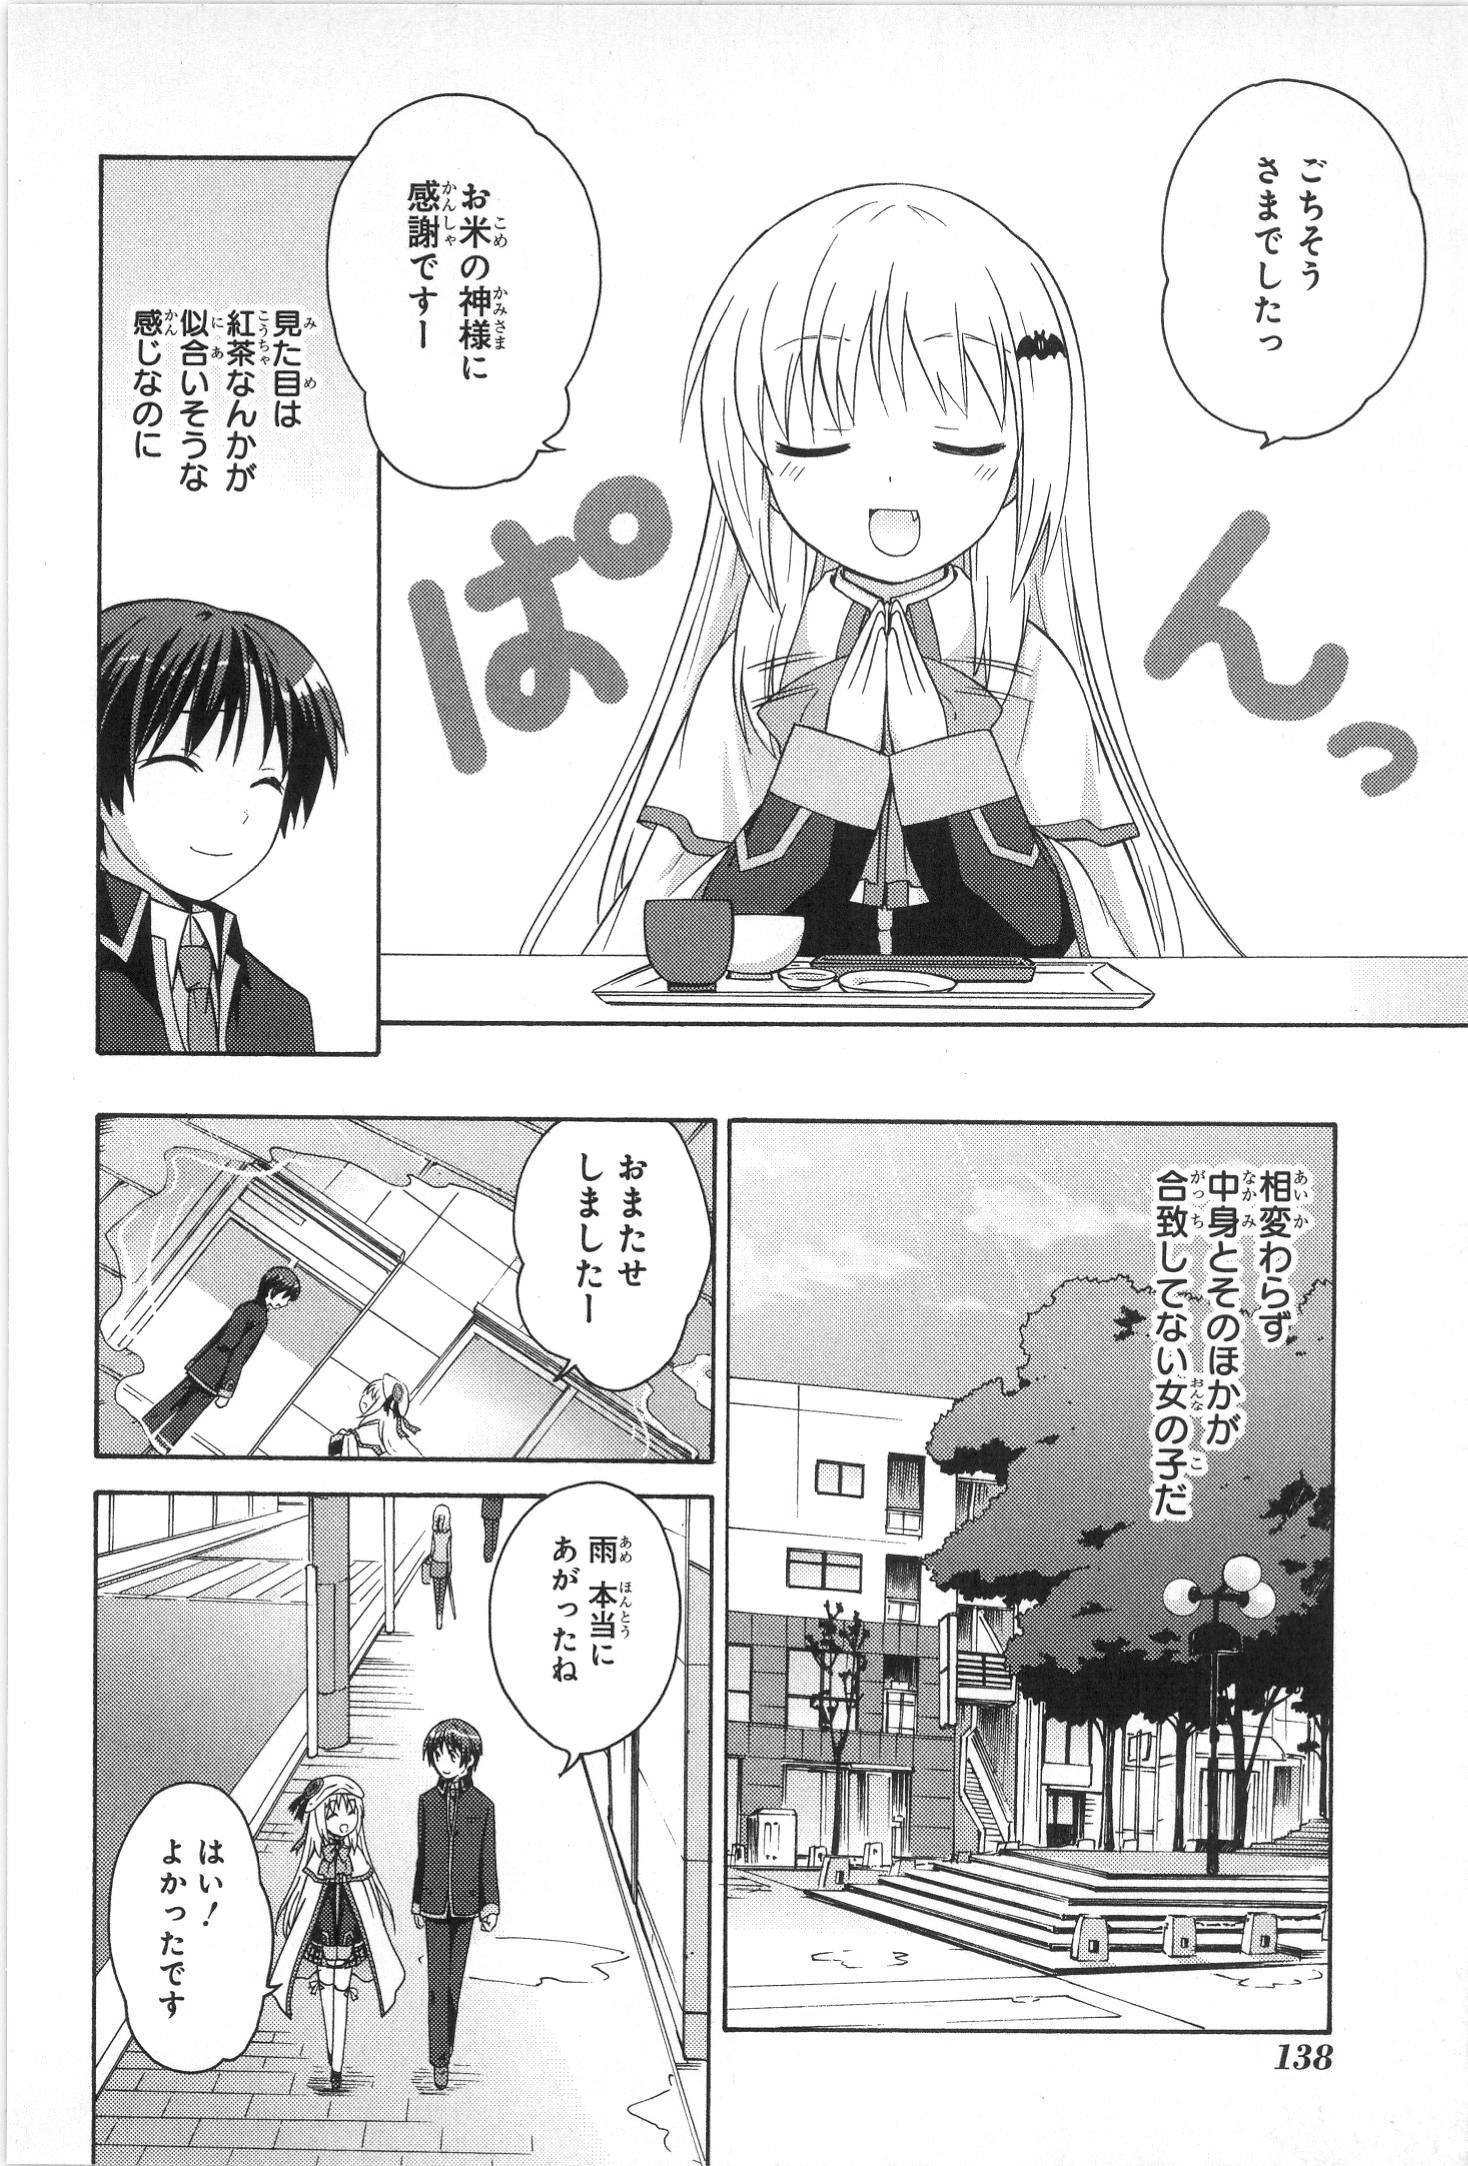 ごちそう
さまでしたっ
ぱんっ
お米の神様に
感謝ですー
見た目は
紅茶なんかが
似合いそうな
感じなのに
相変わらず
中身とそのほかが
合致してない女の子だ
おまたせ
しましたー
雨 本当に
あがったね
はい!
よかったです
138